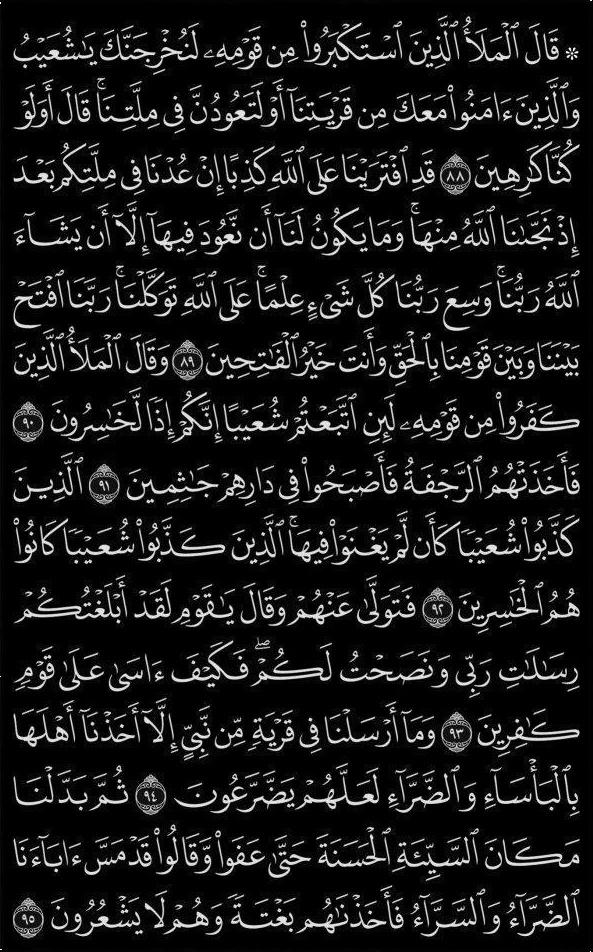 ۞ قَالَ ٱلْمَلَأُ ٱلَّذِينَ ٱسْتَكْبَرُوا۟ مِن قَوْمِهِۦ لَنُخْرِجَنَّكَ يَـٰشُعَيْبُ
وَٱلَّذِينَ ءَامَنُوا۟ مَعَكَ مِن قَرْيَتِنَآ أَوْ لَتَعُودُنَّ فِى مِلَّتِنَا ۚ قَالَ أَوَلَوْ
كُنَّا كَـٰرِهِينَ ٨٨ قَدِ ٱفْتَرَيْنَا عَلَى ٱللَّهِ كَذِبًا إِنْ عُدْنَا فِى مِلَّتِكُم بَعْدَ
إِذْ نَجَّىٰنَا ٱللَّهُ مِنْهَا ۚ وَمَا يَكُونُ لَنَآ أَن نَّعُودَ فِيهَآ إِلَّآ أَن يَشَآءَ
ٱللَّهُ رَبُّنَا ۚ وَسِعَ رَبُّنَا كُلَّ شَىْءٍ عِلْمًا ۚ عَلَى ٱللَّهِ تَوَكَّلْنَا ۚ رَبَّنَا ٱفْتَحْ
بَيْنَنَا وَبَيْنَ قَوْمِنَا بِٱلْحَقِّ وَأَنتَ خَيْرُ ٱلْفَـٰتِحِينَ ٨٩ وَقَالَ ٱلْمَلَأُ ٱلَّذِينَ
كَفَرُوا۟ مِن قَوْمِهِۦ لَئِنِ ٱتَّبَعْتُمْ شُعَيْبًا إِنَّكُمْ إِذًا لَّخَـٰسِرُونَ ٩٠
فَأَخَذَتْهُمُ ٱلرَّجْفَةُ فَأَصْبَحُوا۟ فِى دَارِهِمْ جَـٰثِمِينَ ٩١ ٱلَّذِينَ
كَذَّبُوا۟ شُعَيْبًا كَأَن لَّمْ يَغْنَوْا۟ فِيهَا ۚ ٱلَّذِينَ كَذَّبُوا۟ شُعَيْبًا كَانُوا۟
هُمُ ٱلْخَـٰسِرِينَ ٩٢ فَتَوَلَّىٰ عَنْهُمْ وَقَالَ يَـٰقَوْمِ لَقَدْ أَبْلَغْتُكُمْ
رِسَـٰلَـٰتِ رَبِّى وَنَصَحْتُ لَكُمْ ۖ فَكَيْفَ ءَاسَىٰ عَلَىٰ قَوْمٍ
كَـٰفِرِينَ ٩٣ وَمَآ أَرْسَلْنَا فِى قَرْيَةٍ مِّن نَّبِىٍّ إِلَّآ أَخَذْنَآ أَهْلَهَا
بِٱلْبَأْسَآءِ وَٱلضَّرَّآءِ لَعَلَّهُمْ يَضَّرَّعُونَ ٩٤ ثُمَّ بَدَّلْنَا
مَكَانَ ٱلسَّيِّئَةِ ٱلْحَسَنَةَ حَتَّىٰ عَفَوا۟ وَّقَالُوا۟ قَدْ مَسَّ ءَابَآءَنَا
ٱلضَّرَّآءُ وَٱلسَّرَّآءُ فَأَخَذْنَـٰهُم بَغْتَةً وَهُمْ لَا يَشْعُرُونَ ٩٥